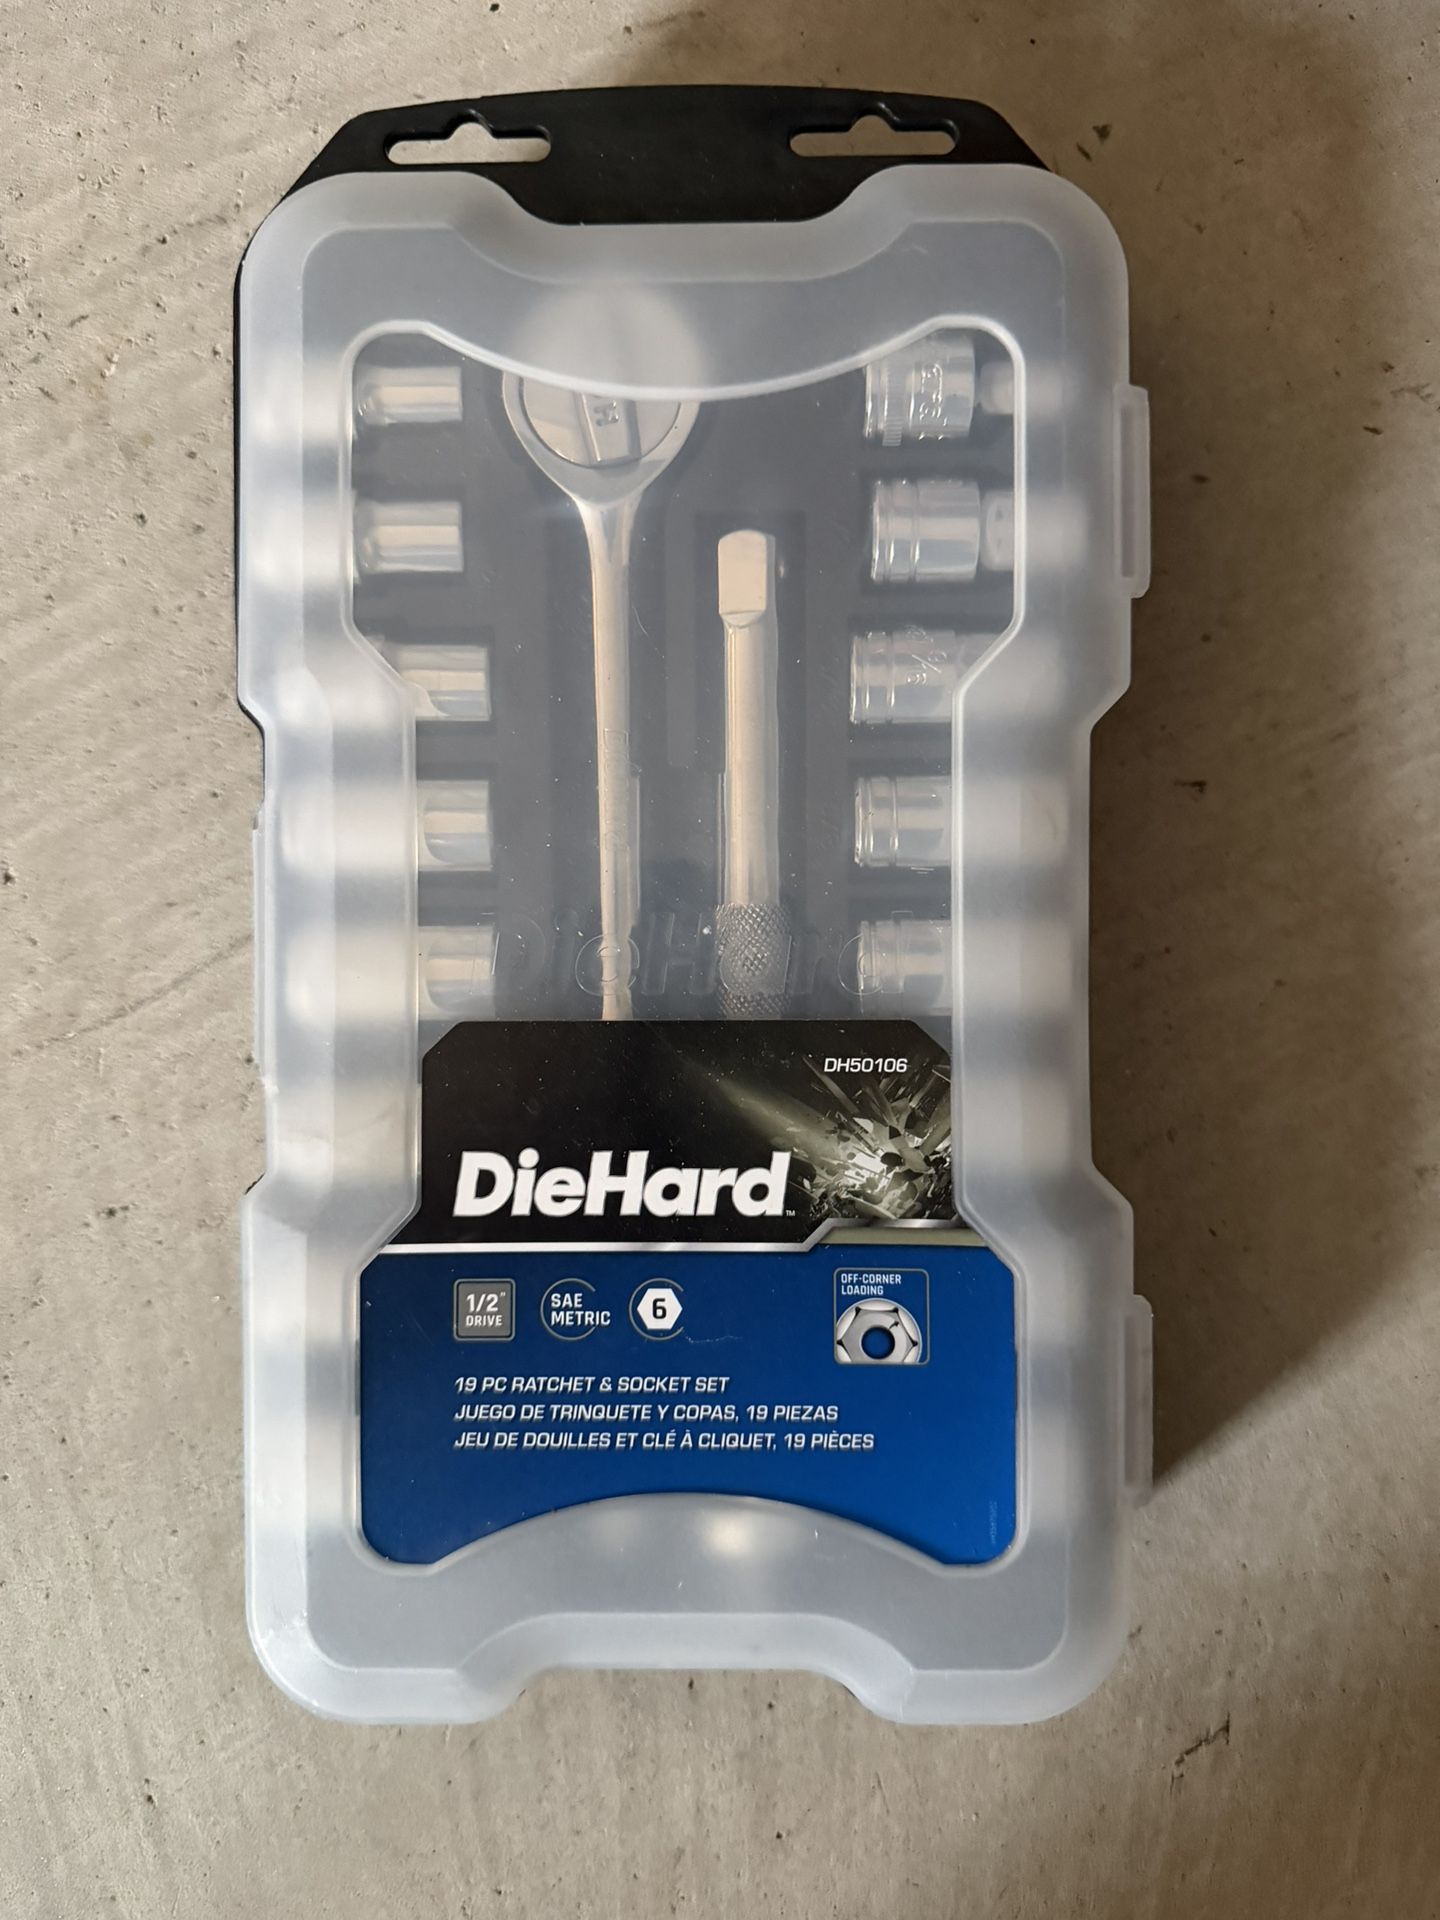 DieHard
DH50106
DieHard™
1/2" DRIVE
SAE METRIC
6
OFF-CORNER
LOADING
19 PC RATCHET & SOCKET SET
JUEGO DE TRINQUETE Y COPAS, 19 PIEZAS
JEU DE DOUILLES ET CLÉ À CLIQUET, 19 PIÈCES